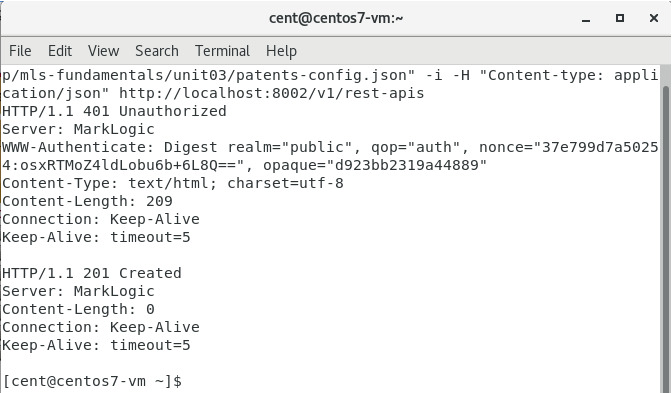 cent@centos7-vm:~
File Edit View Search Terminal Help
p/mls-fundamentals/unit03/patents-config.json" -i -H "Content-type: appli
cation/json" http://localhost:8002/v1/rest-apis
HTTP/1.1 401 Unauthorized
Server: MarkLogic
WWW-Authenticate: Digest realm="public", qop="auth", nonce="37e799d7a5025
4:osxRTMoZ4ldLobu6b+6L8Q==", opaque="d923bb2319a44889"
Content-Type: text/html; charset=utf-8
Content-Length: 209
Connection: Keep-Alive
Keep-Alive: timeout=5
HTTP/1.1 201 Created
Server: MarkLogic
Content-Length: 0
Connection: Keep-Alive
Keep-Alive: timeout=5
[cent@centos7-vm ~]$